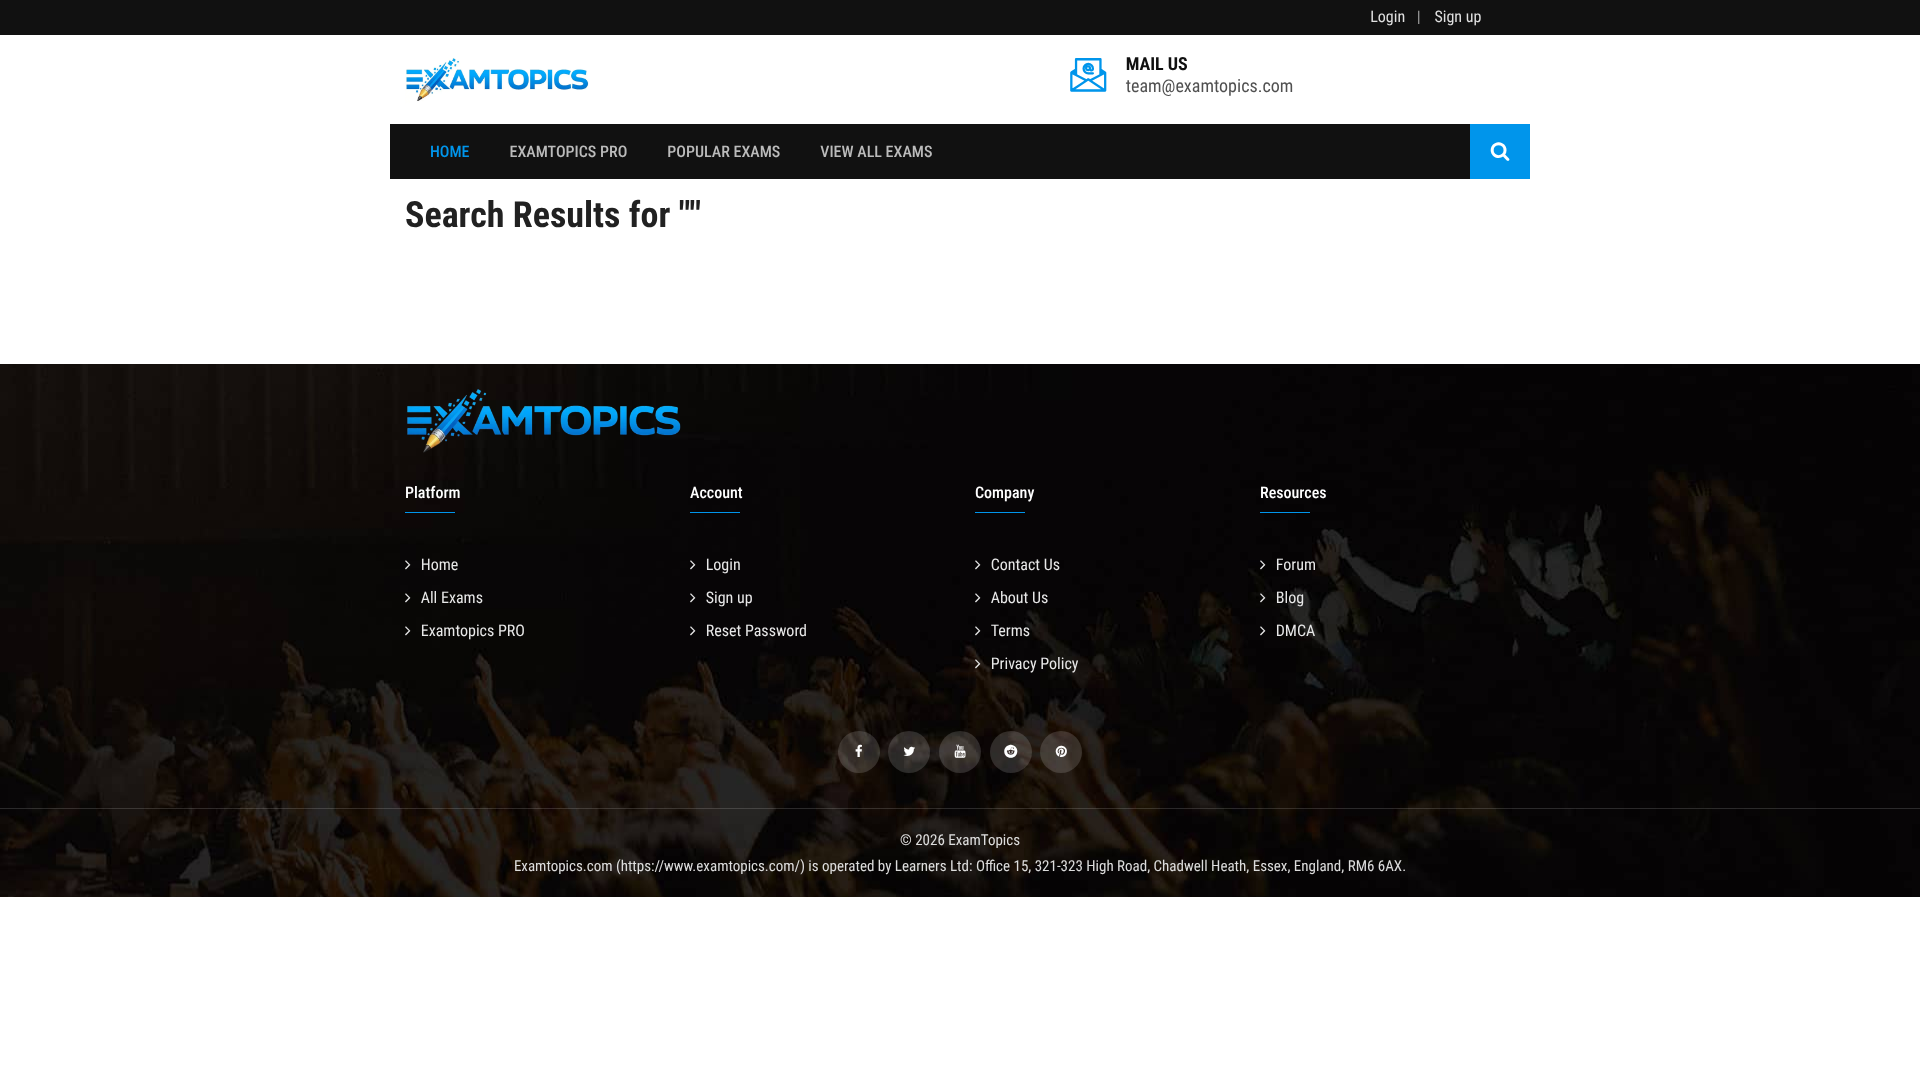 Login | Sign up
EXAMTOPICS
MAIL US
team@examtopics.com
HOME EXAMTOPICS PRO POPULAR EXAMS VIEW ALL EXAMS
Search Results for ""
EXAMTOPICS
Platform
Home
All Exams
Examtopics PRO
Account
Login
Sign up
Reset Password
Company
Contact Us
About Us
Terms
Privacy Policy
Resources
Forum
Blog
DMCA
© 2026 ExamTopics
Examtopics.com (https://www.examtopics.com/) is operated by Learners Ltd: Office 15, 321-323 High Road, Chadwell Heath, Essex, England, RM6 6AX.